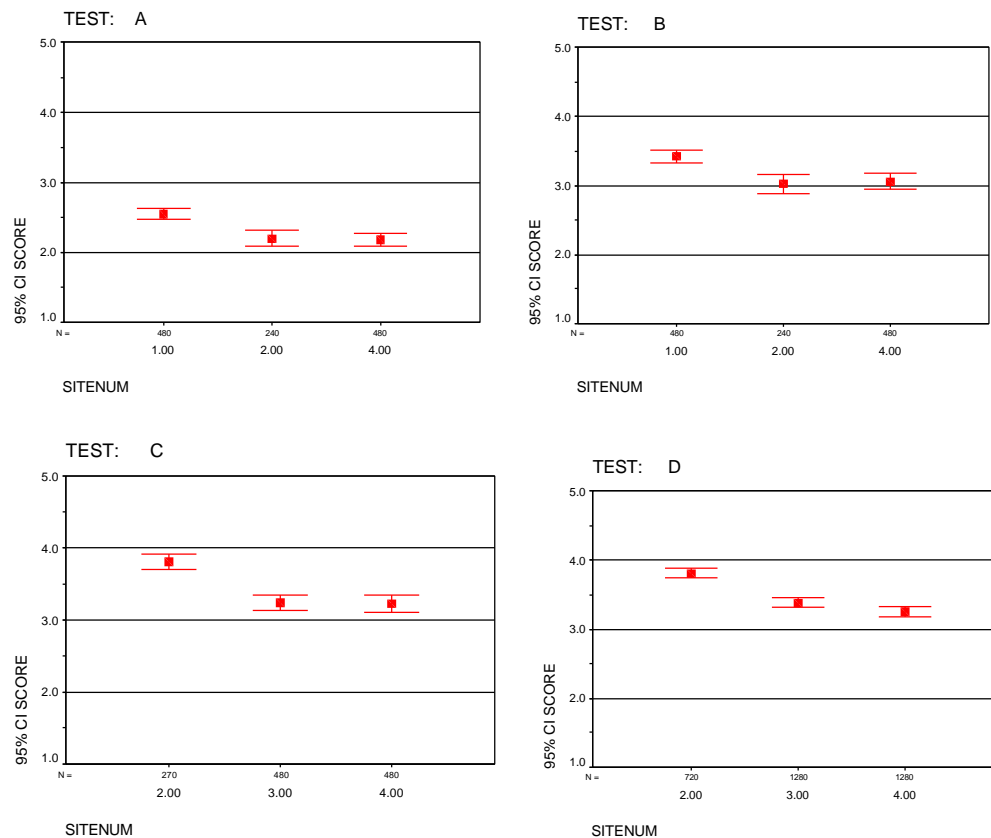 TEST: A
5.0
4.0
3.0
2.0
1.0
95% CI SCORE
N = 480 240 480
1.00 2.00 4.00
SITENUM
TEST: B
5.0
4.0
3.0
2.0
1.0
95% CI SCORE
N = 480 240 480
1.00 2.00 4.00
SITENUM
TEST: C
5.0
4.0
3.0
2.0
1.0
95% CI SCORE
N = 270 480 480
2.00 3.00 4.00
SITENUM
TEST: D
5.0
4.0
3.0
2.0
1.0
95% CI SCORE
N = 720 1280 1280
2.00 3.00 4.00
SITENUM